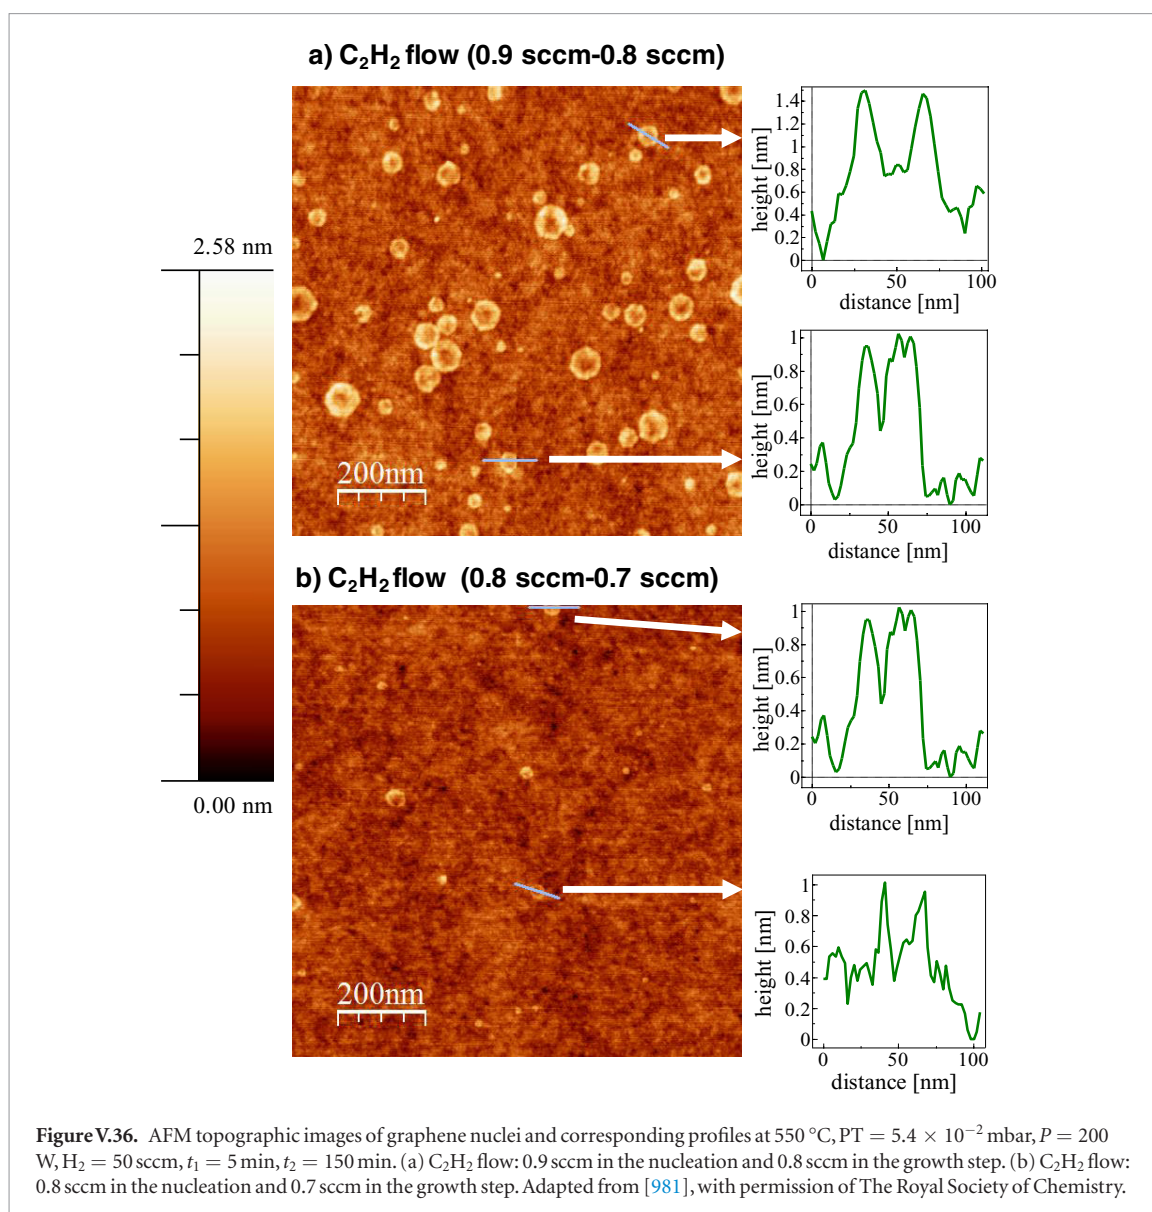 a) C₂H₂ flow (0.9 sccm-0.8 sccm)
2.58 nm
0.00 nm
200nm
height [nm]
1.4
1.2
1
0.8
0.6
0.4
0.2
0
0 50 100
distance [nm]
height [nm]
1
0.8
0.6
0.4
0.2
0
0 50 100
distance [nm]
b) C₂H₂ flow (0.8 sccm-0.7 sccm)
200nm
height [nm]
1
0.8
0.6
0.4
0.2
0
0 50 100
distance [nm]
height [nm]
1
0.8
0.6
0.4
0.2
0
0 50 100
distance [nm]
Figure V.36. AFM topographic images of graphene nuclei and corresponding profiles at 550 °C, PT = 5.4 × 10⁻² mbar, P = 200
W, H₂ = 50 sccm, t₁ = 5 min, t₂ = 150 min. (a) C₂H₂ flow: 0.9 sccm in the nucleation and 0.8 sccm in the growth step. (b) C₂H₂ flow:
0.8 sccm in the nucleation and 0.7 sccm in the growth step. Adapted from [981], with permission of The Royal Society of Chemistry.